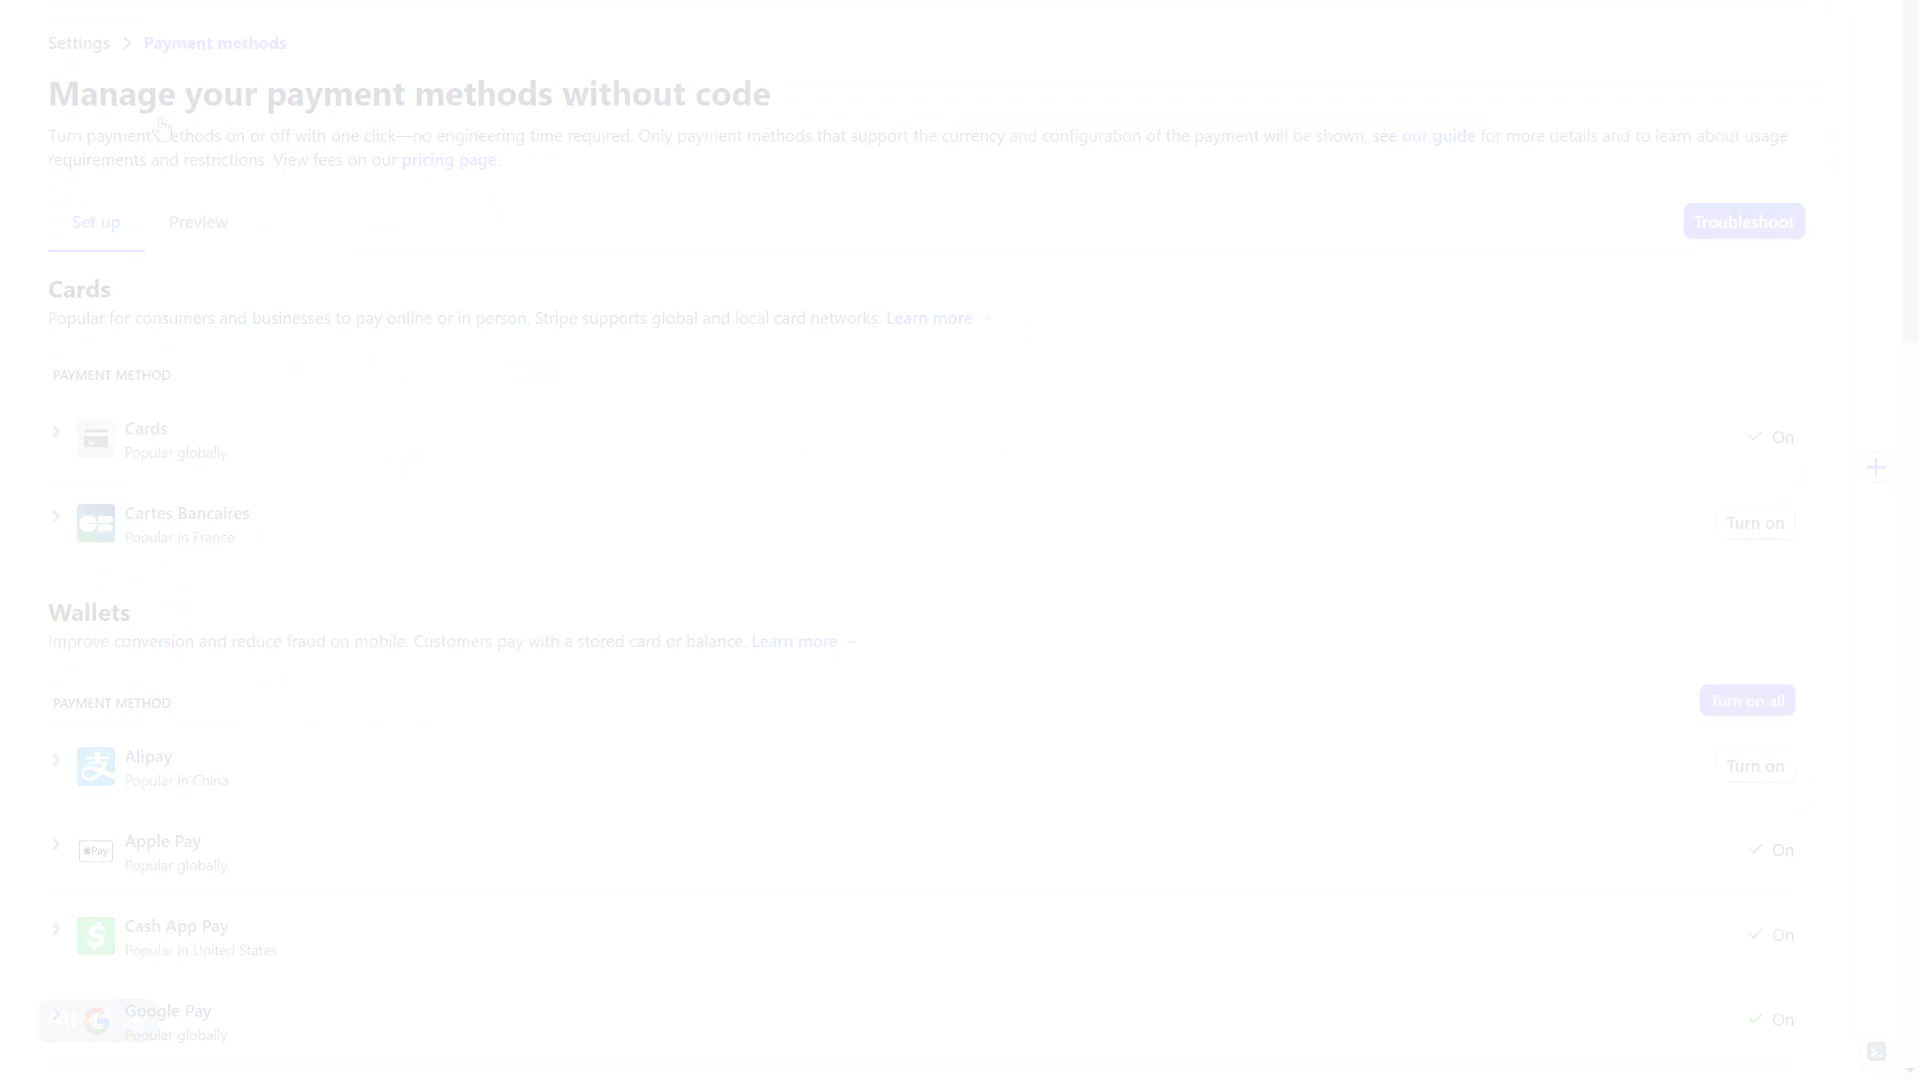 Settings > Payment methods
Manage your payment methods without code
Turn payment methods on or off with one click—no engineering time required. Only payment methods that support the currency and configuration of the payment will be shown, see our guide for more details and to learn about usage
requirements and restrictions. View fees on our pricing page.
Set up Preview Troubleshoot
Cards
Popular for consumers and businesses to pay online or in person. Stripe supports global and local card networks. Learn more →
PAYMENT METHOD
Cards
Popular globally
On
Cartes Bancaires
Popular in France
Turn on
Wallets
Improve conversion and reduce fraud on mobile. Customers pay with a stored card or balance. Learn more →
PAYMENT METHOD Turn on all
Alipay
Popular in China
Turn on
Pay
Apple Pay
Popular globally
On
Cash App Pay
Popular in United States
On
Google Pay
Popular globally
On